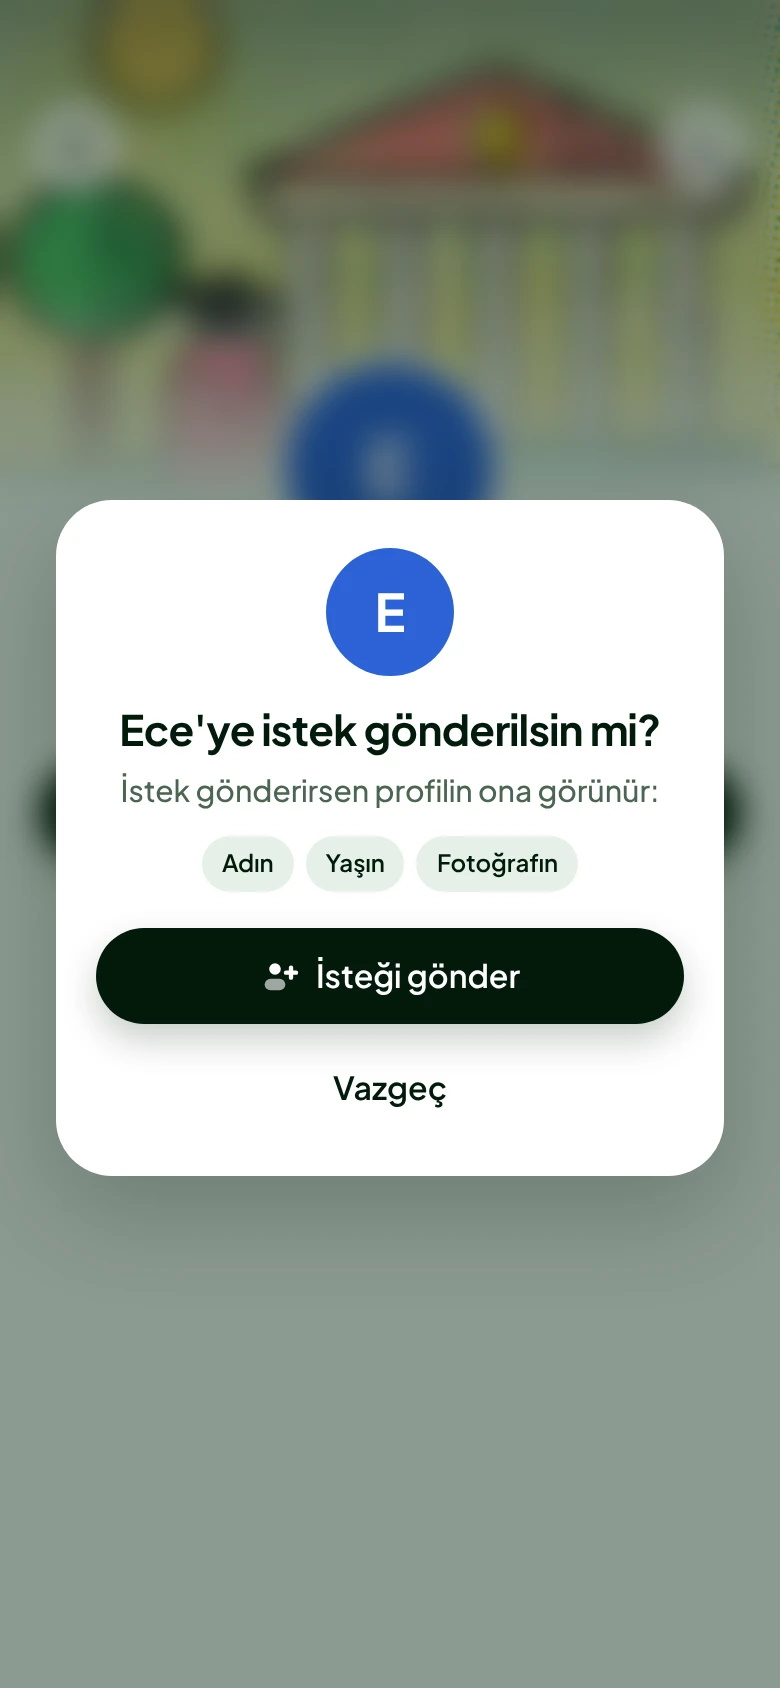 E
Ece'ye istek gönderilsin mi?
İstek gönderirsen profilin ona görünür:
Adın Yaşın Fotoğrafın
İsteği gönder
Vazgeç